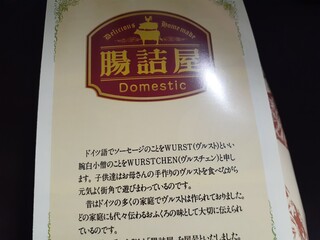 Delicious Home-made
腸詰屋
Domestic
ドイツ語でソーセージのことをWURST(ヴルスト)といい
腕白小僧のことをWURSTCHEN(ヴルスチェン)と申し
ます。子供達はお母さんの手作りのヴルストを食べながら
元気よく街角で遊びまわっているのです。
昔はドイツの多くの家庭でヴルストは作られておりました。
どの家庭にも代々伝わるおふくろの味として大切に伝えられ
ているのです。